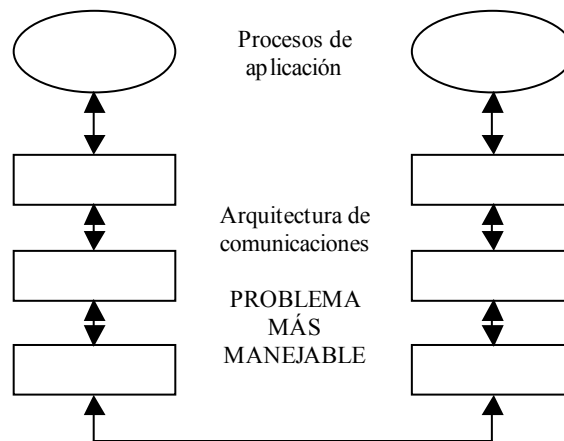 Procesos de
aplicación
Arquitectura de
comunicaciones
PROBLEMA
MÁS
MANEJABLE